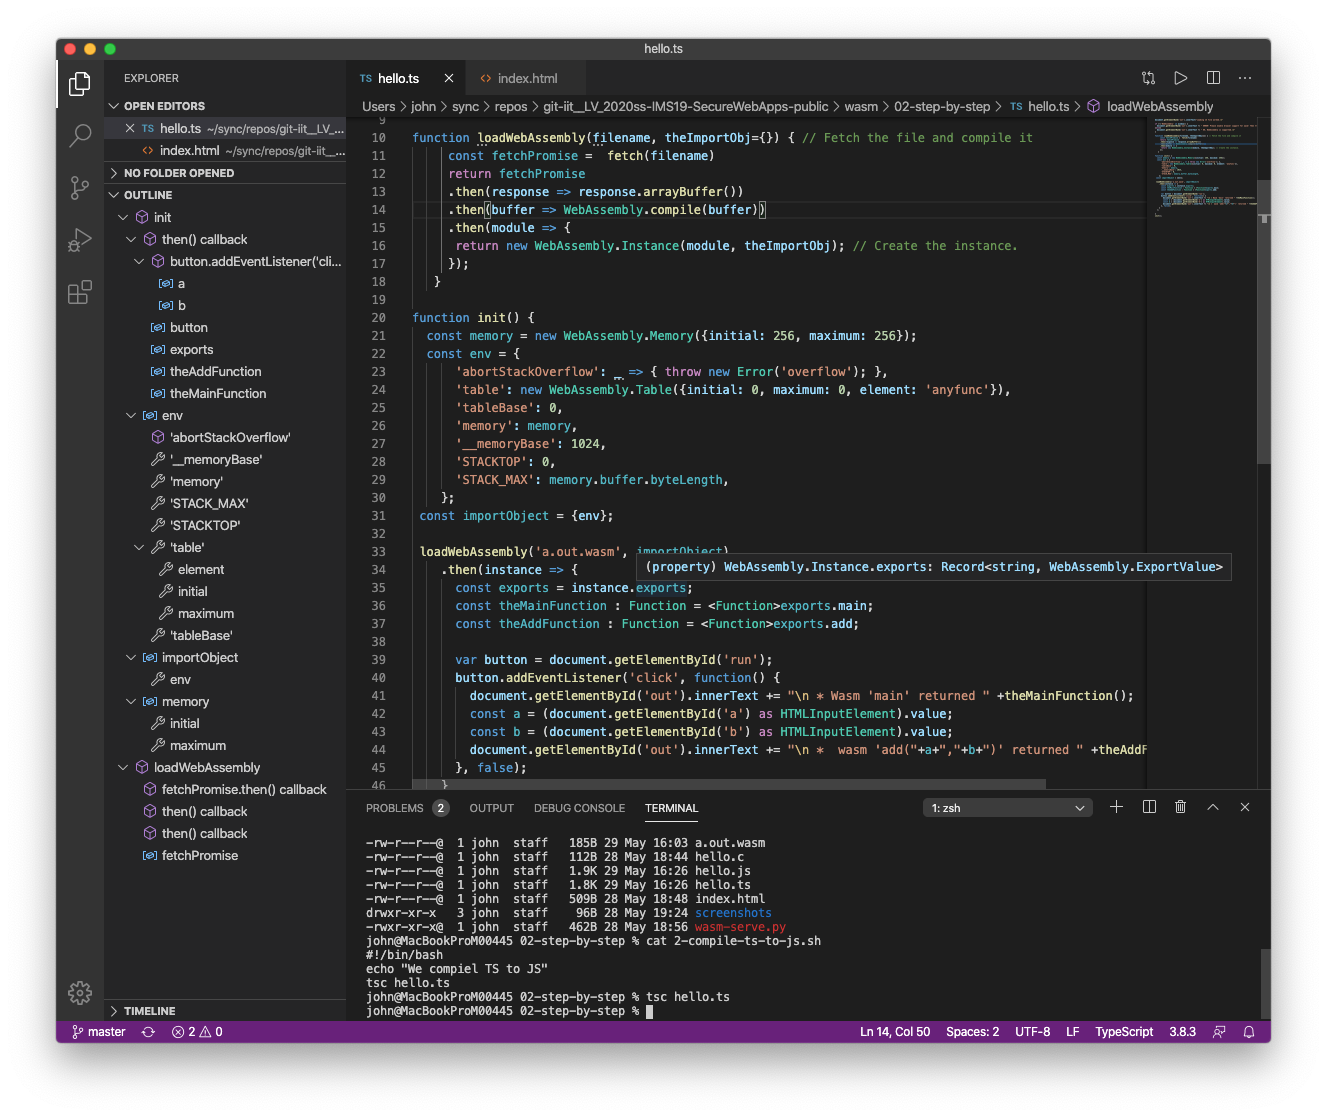 hello.ts
EXPLORER
OPEN EDITORS
TS hello.ts ~/sync/repos/git-iit__LV_...
<> index.html ~/sync/repos/git-iit__...
NO FOLDER OPENED
OUTLINE
init
then() callback
button.addEventListener('cli...
a
b
button
exports
theAddFunction
theMainFunction
env
'abortStackOverflow'
'__memoryBase'
'memory'
'STACK_MAX'
'STACKTOP'
'table'
element
initial
maximum
'tableBase'
importObject
env
memory
initial
maximum
loadWebAssembly
fetchPromise.then() callback
then() callback
then() callback
fetchPromise
TIMELINE
TS hello.ts
<> index.html
Users > john > sync > repos > git-iit__LV_2020ss-IMS19-SecureWebApps-public > wasm > 02-step-by-step > TS hello.ts > loadWebAssembly
9
10 function loadWebAssembly(filename, theImportObj={}) { // Fetch the file and compile it
11 const fetchPromise =  fetch(filename)
12 return fetchPromise
13 .then(response => response.arrayBuffer())
14 .then(buffer => WebAssembly.compile(buffer))
15 .then(module => {
16 return new WebAssembly.Instance(module, theImportObj); // Create the instance.
17 });
18 }
19
20 function init() {
21 const memory = new WebAssembly.Memory({initial: 256, maximum: 256});
22 const env = {
23 'abortStackOverflow': _ => { throw new Error('overflow'); },
24 'table': new WebAssembly.Table({initial: 0, maximum: 0, element: 'anyfunc'}),
25 'tableBase': 0,
26 'memory': memory,
27 '__memoryBase': 1024,
28 'STACKTOP': 0,
29 'STACK_MAX': memory.buffer.byteLength,
30 };
31 const importObject = {env};
32
33 loadWebAssembly('a.out.wasm', importObject)
34 .then(instance => {
(property) WebAssembly.Instance.exports: Record<string, WebAssembly.ExportValue>
35 const exports = instance.exports;
36 const theMainFunction : Function = <Function>exports.main;
37 const theAddFunction : Function = <Function>exports.add;
38
39 var button = document.getElementById('run');
40 button.addEventListener('click', function() {
41 document.getElementById('out').innerText += "\n * Wasm 'main' returned " +theMainFunction();
42 const a = (document.getElementById('a') as HTMLInputElement).value;
43 const b = (document.getElementById('b') as HTMLInputElement).value;
44 document.getElementById('out').innerText += "\n *  wasm 'add("+a+","+b+")' returned " +theAddF
45 }, false);
46 }
PROBLEMS 2 OUTPUT DEBUG CONSOLE TERMINAL 1: zsh
-rw-r--r--@  1 john  staff   185B 29 May 16:03 a.out.wasm
-rw-r--r--@  1 john  staff   112B 28 May 18:44 hello.c
-rw-r--r--@  1 john  staff   1.9K 29 May 16:26 hello.js
-rw-r--r--@  1 john  staff   1.8K 29 May 16:26 hello.ts
-rw-r--r--@  1 john  staff   509B 28 May 18:48 index.html
drwxr-xr-x   3 john  staff    96B 28 May 19:24 screenshots
-rwxr-xr-x@  1 john  staff   462B 28 May 18:56 wasm-serve.py
john@MacBookProM00445 02-step-by-step % cat 2-compile-ts-to-js.sh
#!/bin/bash
echo "We compiel TS to JS"
tsc hello.ts
john@MacBookProM00445 02-step-by-step % tsc hello.ts
john@MacBookProM00445 02-step-by-step %
master 2 0 Ln 14, Col 50 Spaces: 2 UTF-8 LF TypeScript 3.8.3